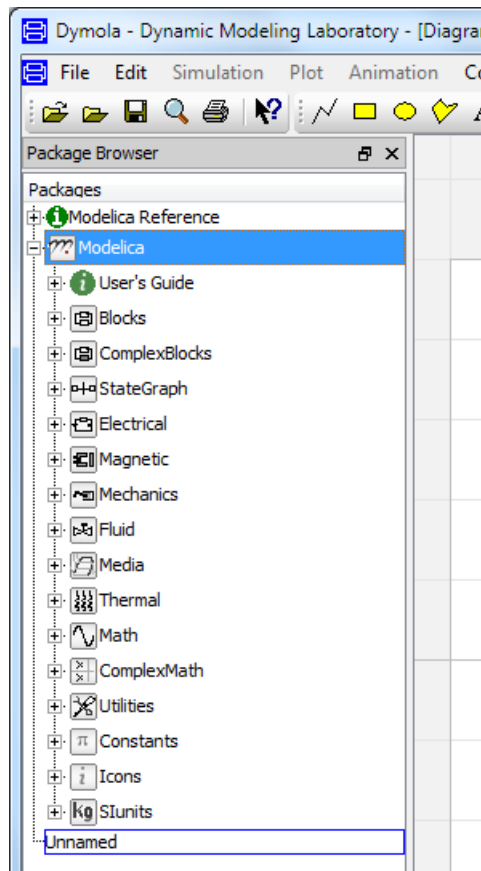 Dymola - Dynamic Modeling Laboratory - [Diagra
File Edit Simulation Plot Animation Co
Package Browser
Packages
Modelica Reference
Modelica
User's Guide
Blocks
ComplexBlocks
StateGraph
Electrical
Magnetic
Mechanics
Fluid
Media
Thermal
Math
ComplexMath
Utilities
Constants
Icons
kg SIunits
Unnamed